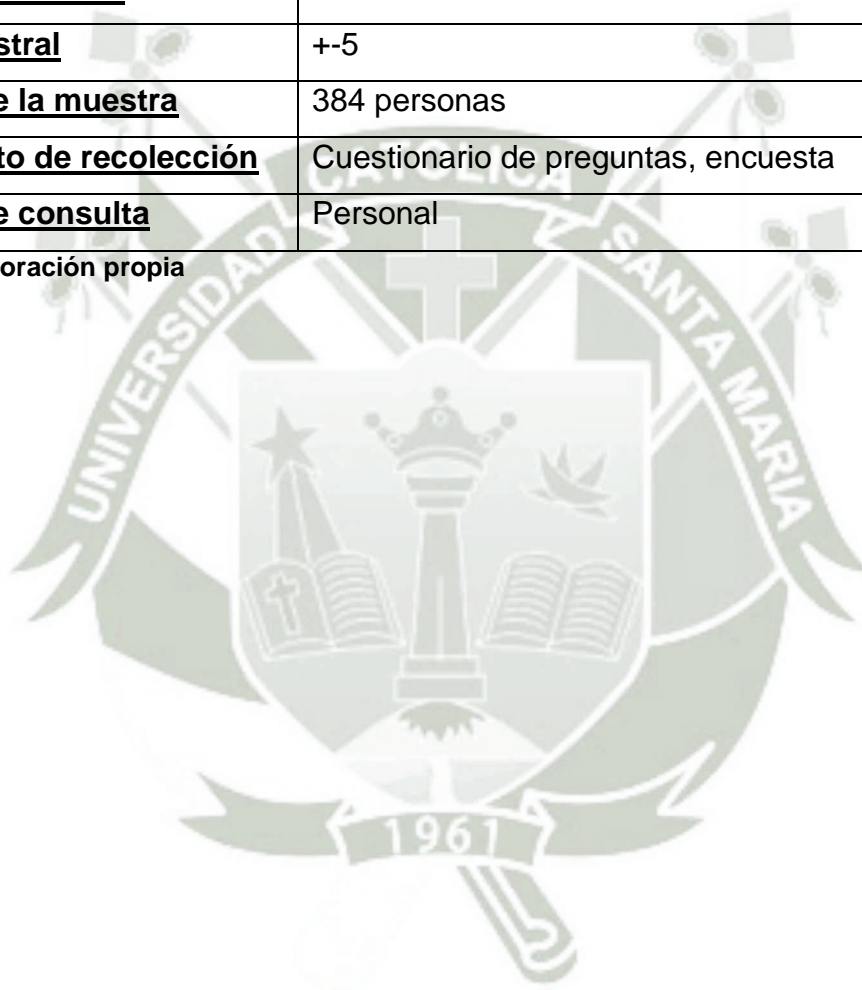 stral +-5
e la muestra 384 personas
to de recolección Cuestionario de preguntas, encuesta
e consulta Personal
oración propia
UNIVERSIDAD CATOLICA SANTA MARIA
1961